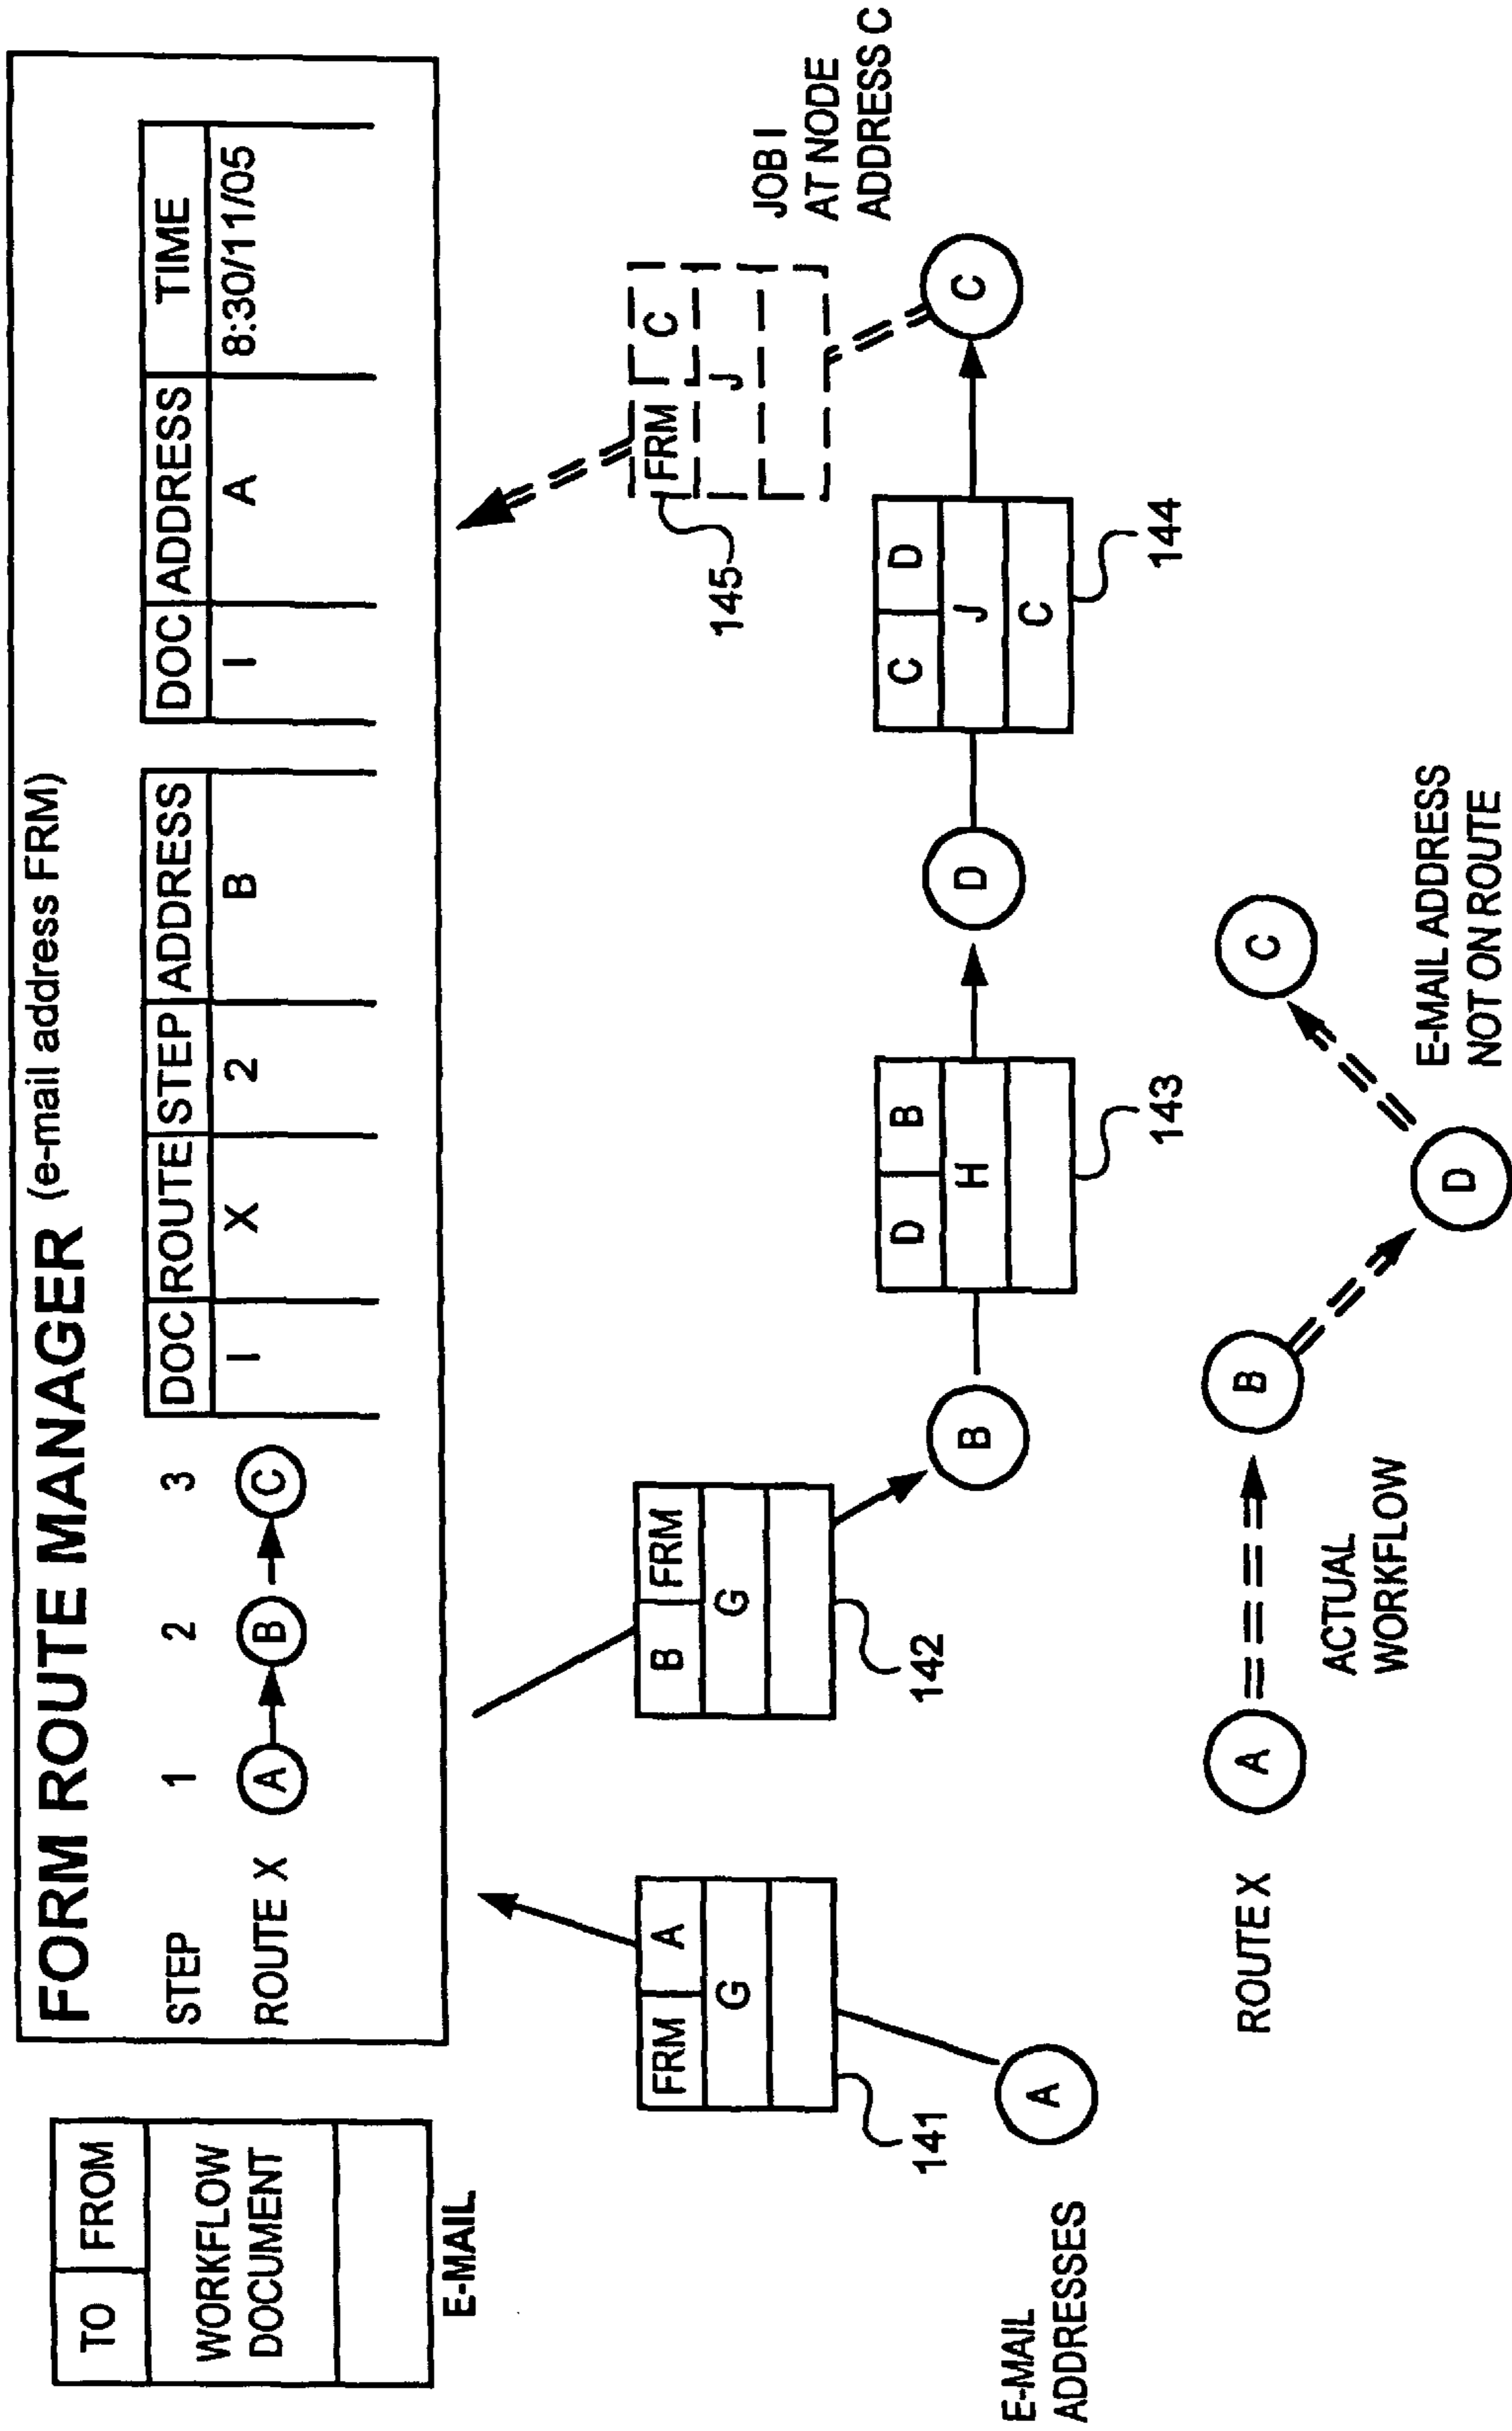 TO FROM
WORKFLOW
DOCUMENT
E-MAIL
FORM ROUTE MANAGER (e-mail address FRM)
STEP 1 2 3
ROUTE X A B C
DOC ROUTE STEP ADDRESS
I X 2 B
DOC ADDRESS TIME
I A 8:30/11/05
FRM A
G
141
B FRM
G
142
FRM C
J
145
JOB I
AT NODE
ADDRESS C
E-MAIL
ADDRESSES
A
B
D B
H
143
D
C D
J
C
144
C
ROUTE X
A
ACTUAL
WORKFLOW
B
D
C
E-MAIL ADDRESS
NOT ON ROUTE